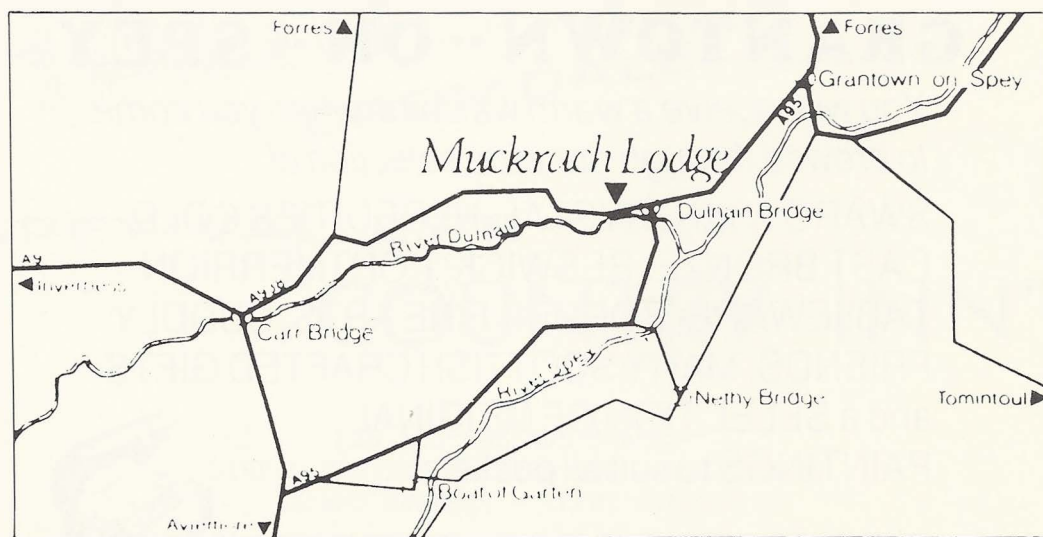 Forres ▲
▲ Forres
Grantown on Spey
A95
Muckrach Lodge
▼
Dulnain Bridge
River Dulnain
A9
◀ Inverness
A938
Carr Bridge
River Spey
Nethy Bridge
Tomintoul ▶
A95
Boat of Garten
Aviemore ▼